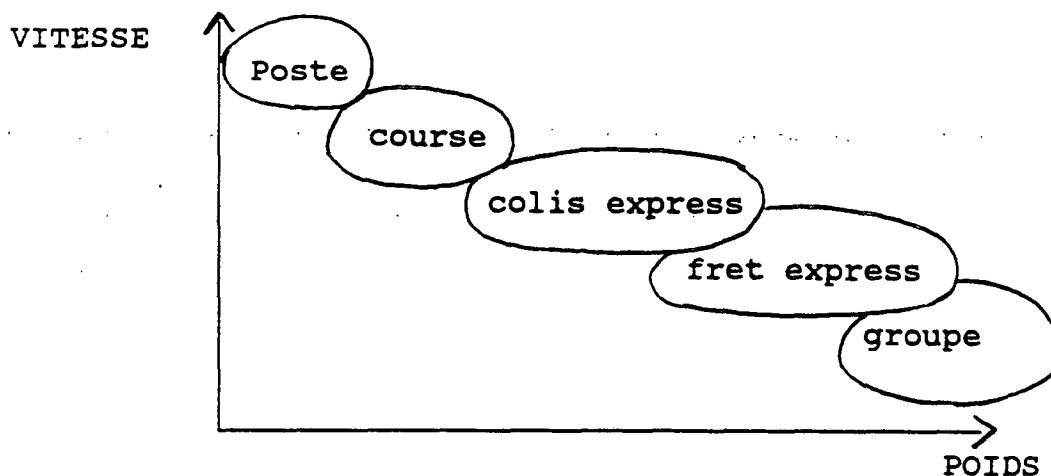 VITESSE
Poste
course
colis express
fret express
groupe
POIDS